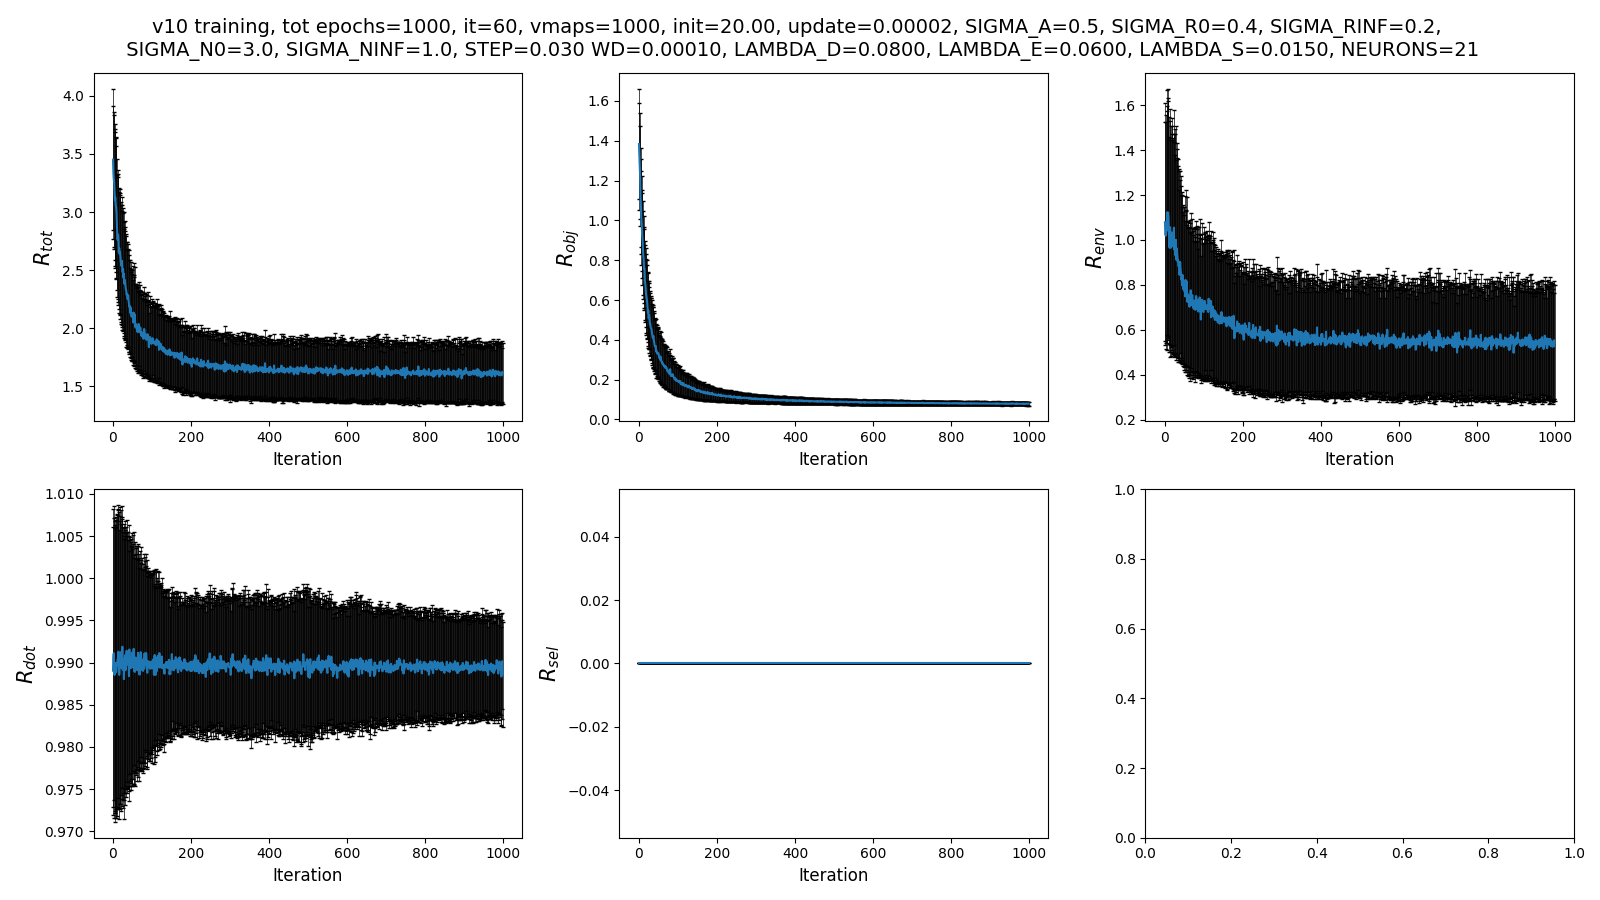 v10 training, tot epochs=1000, it=60, vmaps=1000, init=20.00, update=0.00002, SIGMA_A=0.5, SIGMA_R0=0.4, SIGMA_RINF=0.2,
SIGMA_N0=3.0, SIGMA_NINF=1.0, STEP=0.030 WD=0.00010, LAMBDA_D=0.0800, LAMBDA_E=0.0600, LAMBDA_S=0.0150, NEURONS=21
R_tot
4.0
3.5
3.0
2.5
2.0
1.5
0 200 400 600 800 1000
Iteration
R_obj
1.6
1.4
1.2
1.0
0.8
0.6
0.4
0.2
0.0
0 200 400 600 800 1000
Iteration
R_env
1.6
1.4
1.2
1.0
0.8
0.6
0.4
0.2
0 200 400 600 800 1000
Iteration
R_dot
1.010
1.005
1.000
0.995
0.990
0.985
0.980
0.975
0.970
0 200 400 600 800 1000
Iteration
R_sel
0.04
0.02
0.00
−0.02
−0.04
0 200 400 600 800 1000
Iteration
1.0
0.8
0.6
0.4
0.2
0.0
0.0 0.2 0.4 0.6 0.8 1.0